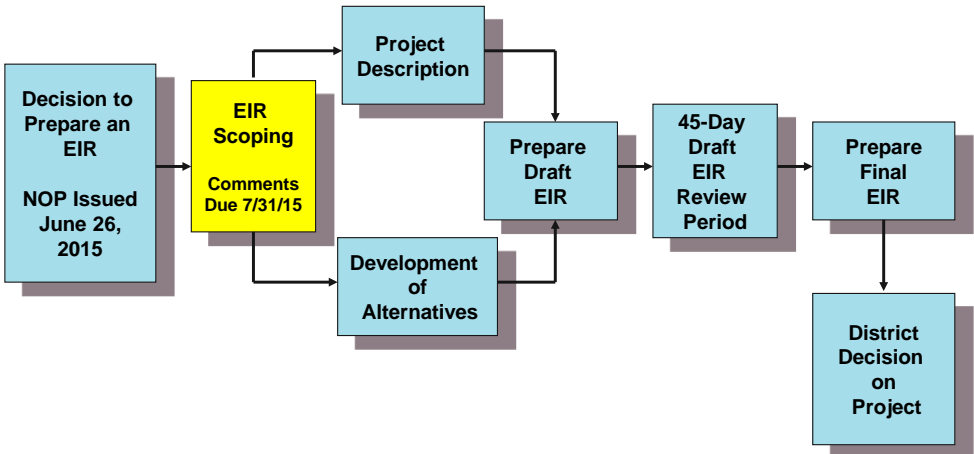 Decision to
Prepare an
EIR
NOP Issued
June 26,
2015
EIR
Scoping
Comments
Due 7/31/15
Project
Description
Development
of
Alternatives
Prepare
Draft
EIR
45-Day
Draft
EIR
Review
Period
Prepare
Final
EIR
District
Decision
on
Project